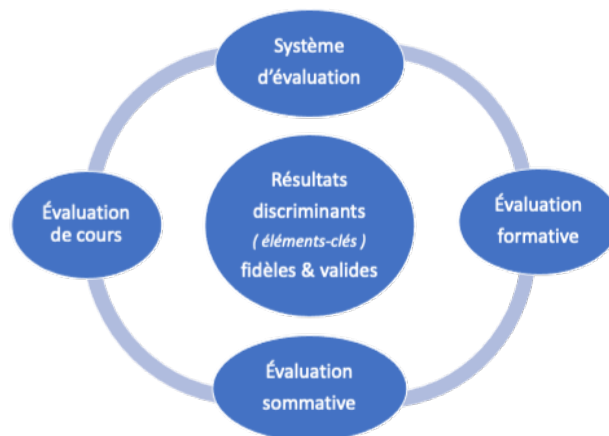 Système
d'évaluation
Évaluation
de cours
Résultats
discriminants
( éléments-clés )
fidèles & valides
Évaluation
formative
Évaluation
sommative